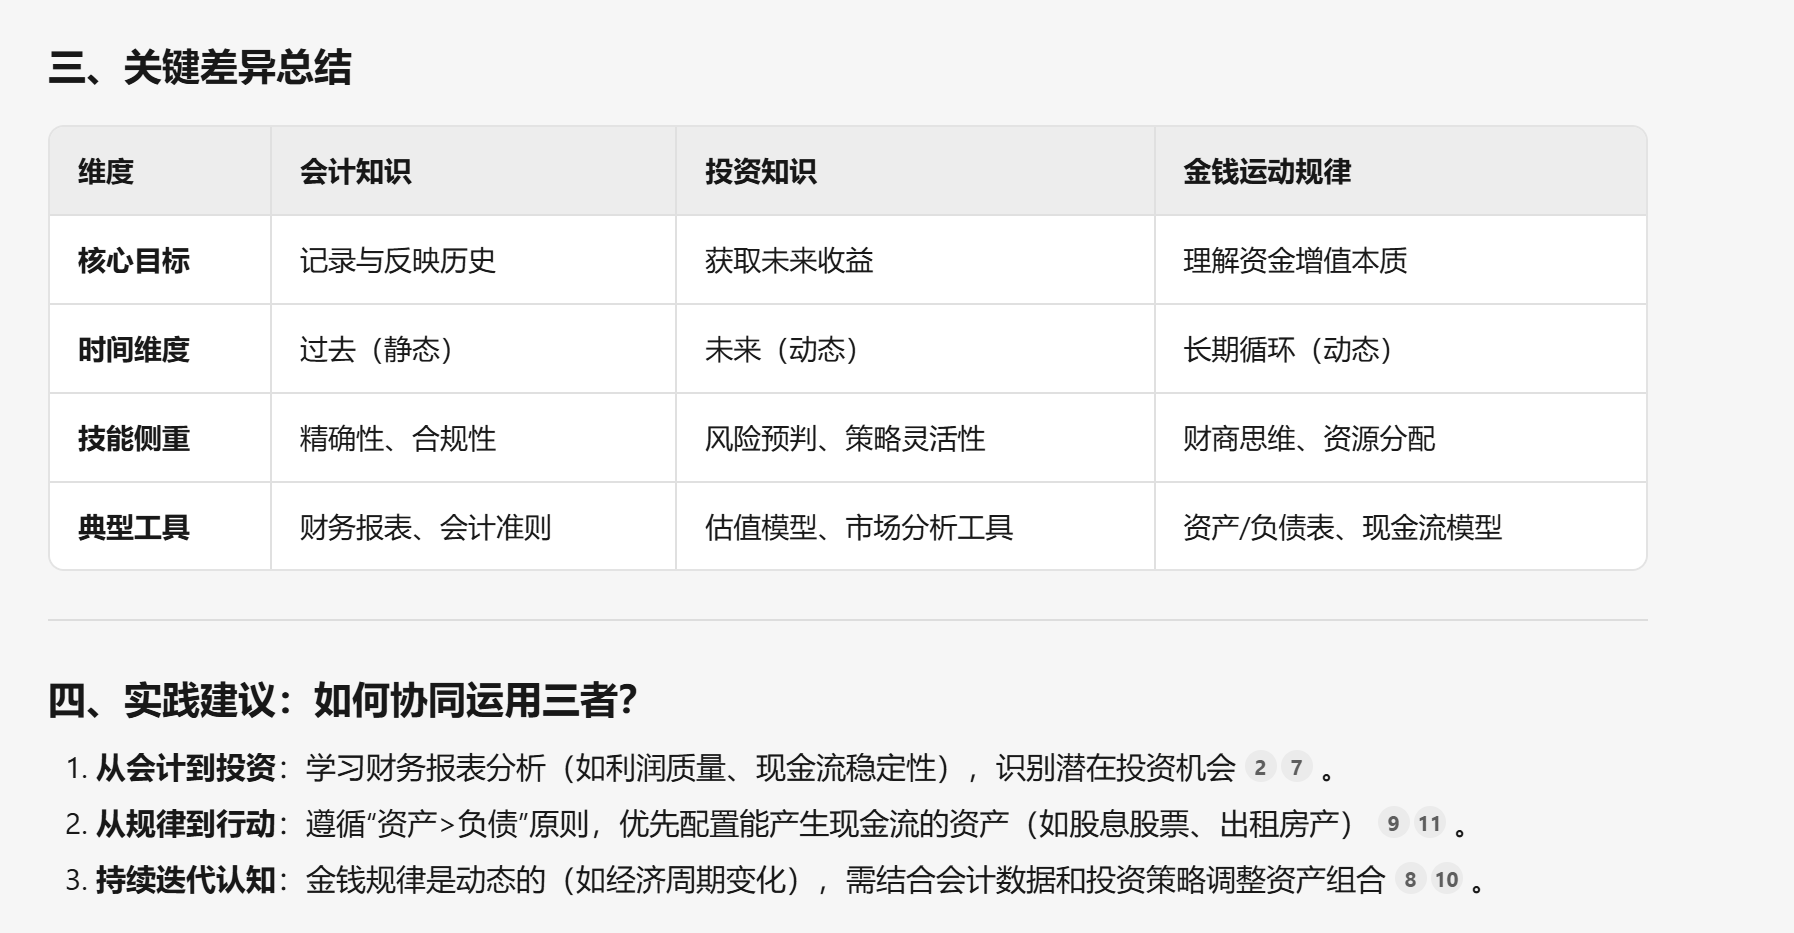 三、关键差异总结
维度 会计知识 投资知识 金钱运动规律
核心目标 记录与反映历史 获取未来收益 理解资金增值本质
时间维度 过去（静态） 未来（动态） 长期循环（动态）
技能侧重 精确性、合规性 风险预判、策略灵活性 财商思维、资源分配
典型工具 财务报表、会计准则 估值模型、市场分析工具 资产/负债表、现金流模型
四、实践建议：如何协同运用三者？
1. 从会计到投资：学习财务报表分析（如利润质量、现金流稳定性），识别潜在投资机会 2 7 。
2. 从规律到行动：遵循“资产>负债”原则，优先配置能产生现金流的资产（如股息股票、出租房产） 9 11 。
3. 持续迭代认知：金钱规律是动态的（如经济周期变化），需结合会计数据和投资策略调整资产组合 8 10 。